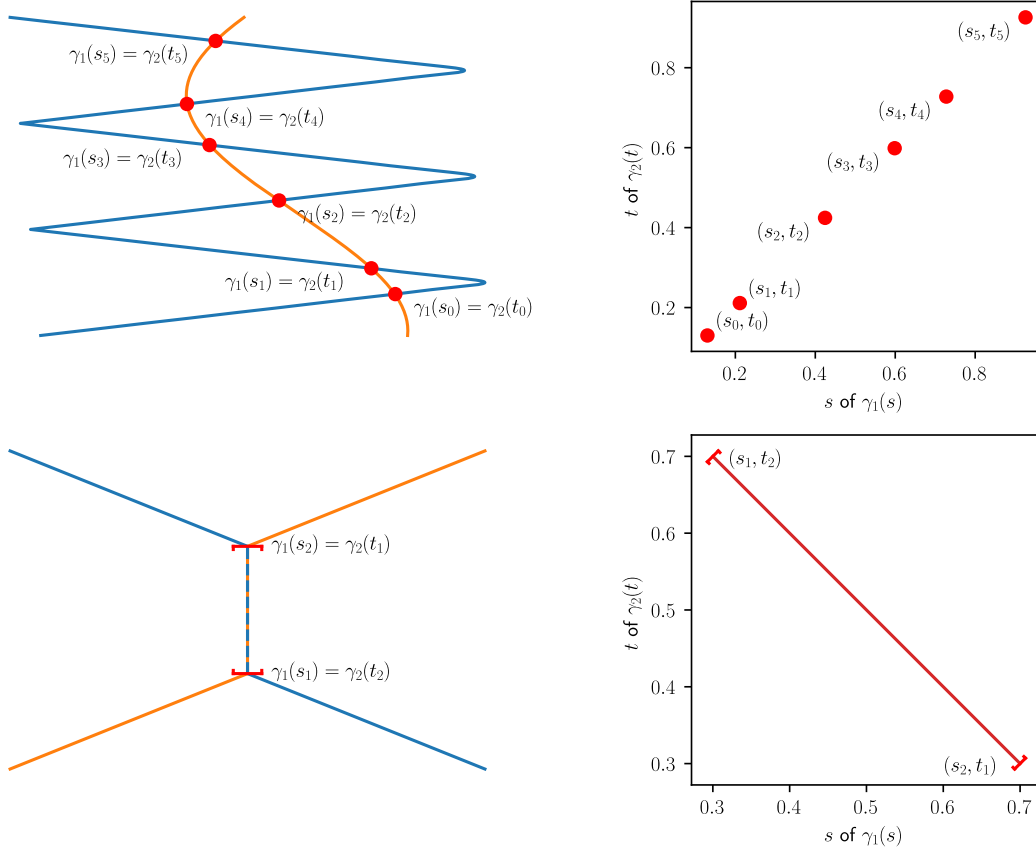 γ₁(s₅) = γ₂(t₅)
γ₁(s₄) = γ₂(t₄)
γ₁(s₃) = γ₂(t₃)
γ₁(s₂) = γ₂(t₂)
γ₁(s₁) = γ₂(t₁)
γ₁(s₀) = γ₂(t₀)
t of γ₂(t)
0.8
0.6
0.4
0.2
(s₅, t₅)
(s₄, t₄)
(s₃, t₃)
(s₂, t₂)
(s₁, t₁)
(s₀, t₀)
0.2 0.4 0.6 0.8
s of γ₁(s)
γ₁(s₂) = γ₂(t₁)
γ₁(s₁) = γ₂(t₂)
t of γ₂(t)
0.7
0.6
0.5
0.4
0.3
(s₁, t₂)
(s₂, t₁)
0.3 0.4 0.5 0.6 0.7
s of γ₁(s)